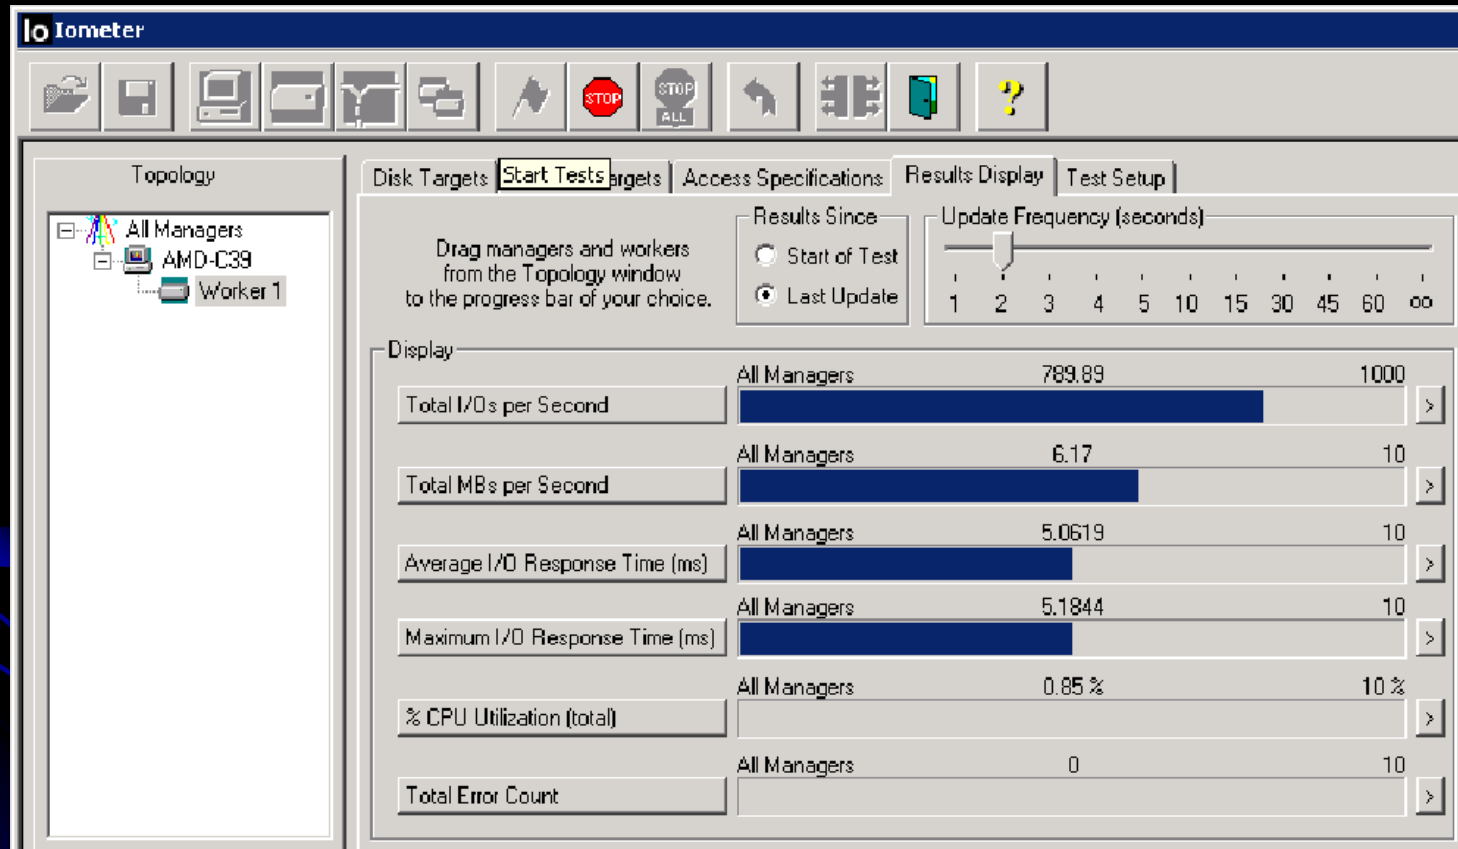 Io Iometer
STOP
STOP
ALL
?
Topology
All Managers
AMD-C39
Worker 1
Disk Targets
Start Tests
argets
Access Specifications
Results Display
Test Setup
Drag managers and workers
from the Topology window
to the progress bar of your choice.
Results Since
Start of Test
Last Update
Update Frequency (seconds)
1 2 3 4 5 10 15 30 45 60 oo
Display
All Managers 789.89 1000
Total I/Os per Second >
All Managers 6.17 10
Total MBs per Second >
All Managers 5.0619 10
Average I/O Response Time (ms) >
All Managers 5.1844 10
Maximum I/O Response Time (ms) >
All Managers 0.85 % 10 %
% CPU Utilization (total) >
All Managers 0 10
Total Error Count >